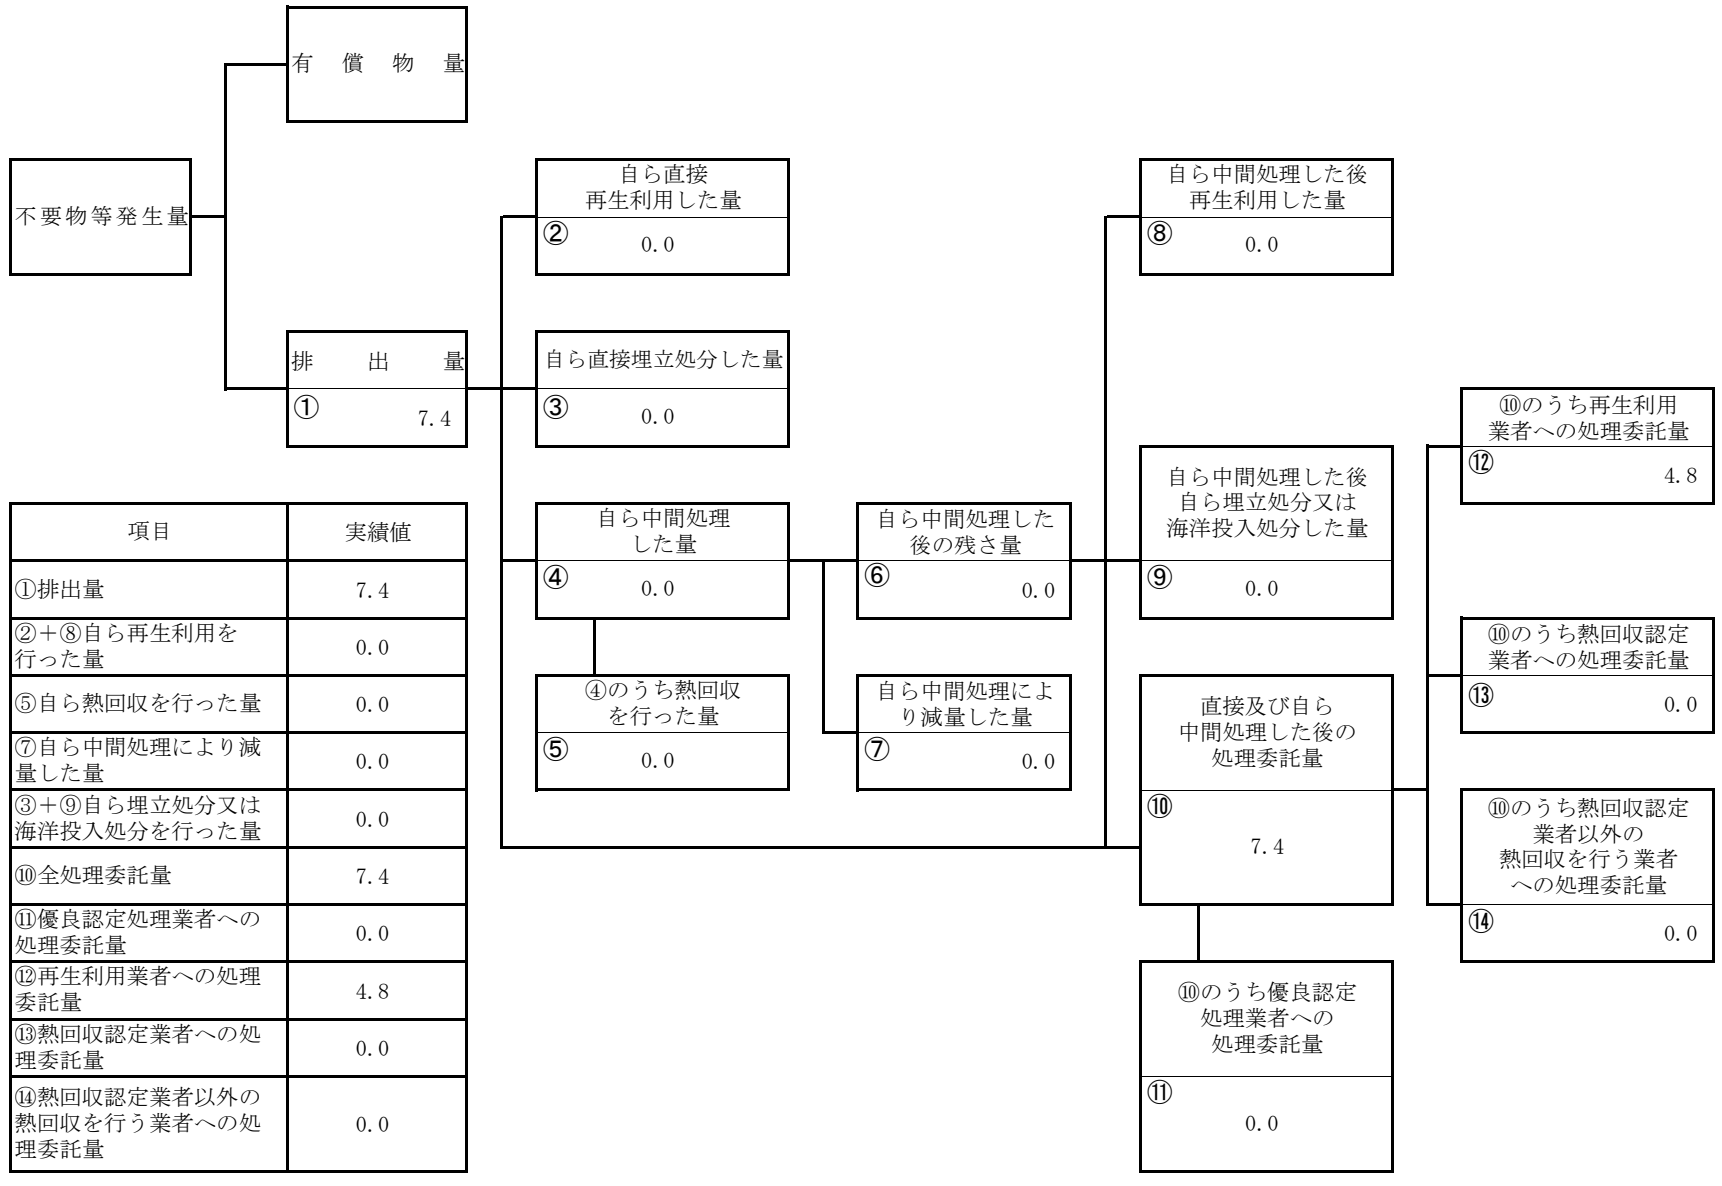 有償物量
不要物等発生量
排出量
①
7.4
自ら直接
再生利用した量
②
0.0
自ら直接埋立処分した量
③
0.0
自ら中間処理
した量
④
0.0
④のうち熱回収
を行った量
⑤
0.0
自ら中間処理した
後の残さ量
⑥
0.0
自ら中間処理によ
り減量した量
⑦
0.0
自ら中間処理した後
再生利用した量
⑧
0.0
自ら中間処理した後
自ら埋立処分又は
海洋投入処分した量
⑨
0.0
直接及び自ら
中間処理した後の
処理委託量
⑩
7.4
⑩のうち優良認定
処理業者への
処理委託量
⑪
0.0
⑩のうち再生利用
業者への処理委託量
⑫
4.8
⑩のうち熱回収認定
業者への処理委託量
⑬
0.0
⑩のうち熱回収認定
業者以外の
熱回収を行う業者
への処理委託量
⑭
0.0
項目 実績値
①排出量 7.4
②＋⑧自ら再生利用を
行った量 0.0
⑤自ら熱回収を行った量 0.0
⑦自ら中間処理により減
量した量 0.0
③＋⑨自ら埋立処分又は
海洋投入処分を行った量 0.0
⑩全処理委託量 7.4
⑪優良認定処理業者への
処理委託量 0.0
⑫再生利用業者への処理
委託量 4.8
⑬熱回収認定業者への処
理委託量 0.0
⑭熱回収認定業者以外の
熱回収を行う業者への処
理委託量 0.0